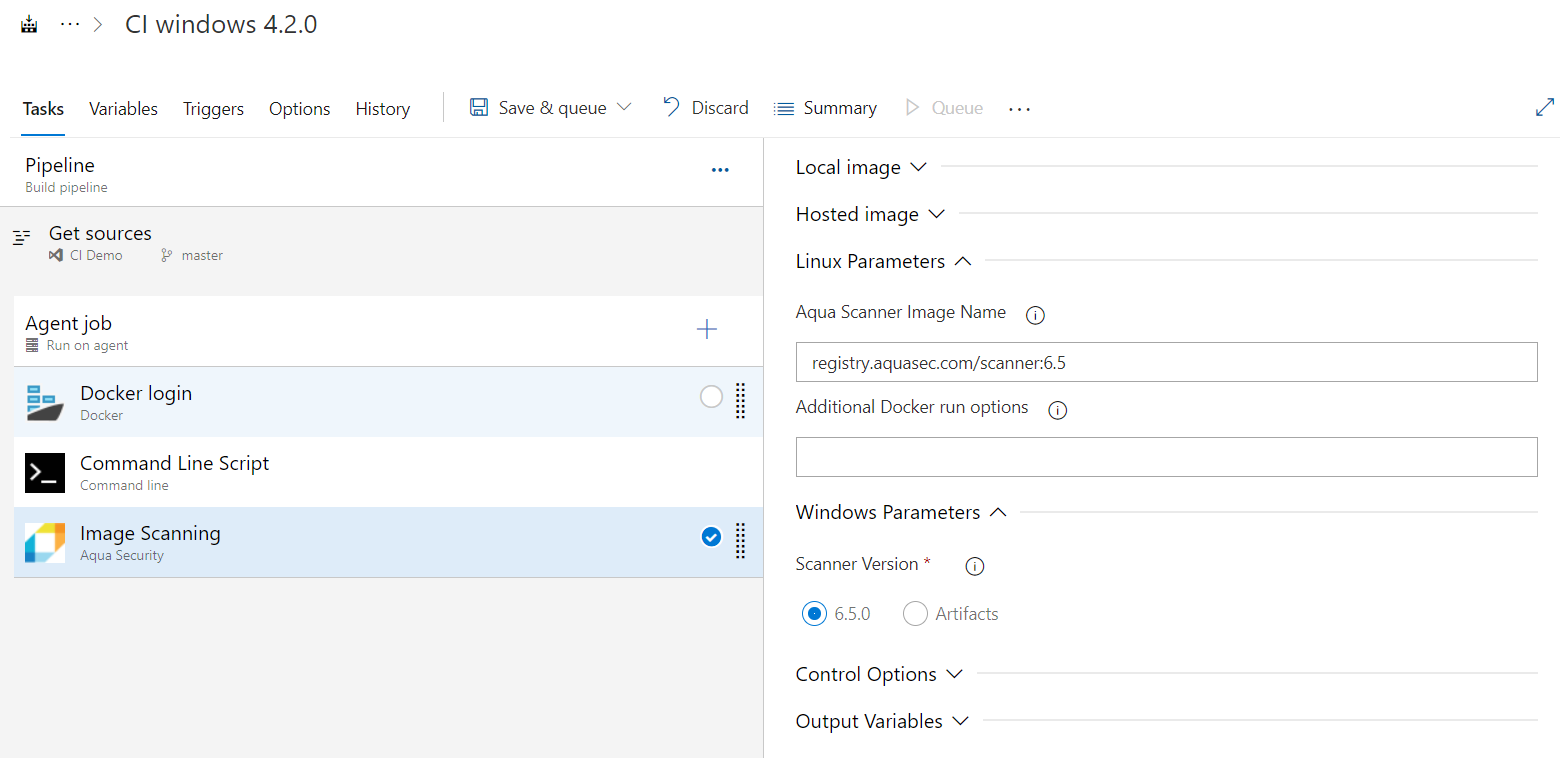 ... > CI windows 4.2.0
Tasks Variables Triggers Options History Save & queue Discard Summary Queue ...
Pipeline
Build pipeline
Get sources
CI Demo master
Agent job
Run on agent
Docker login
Docker
Command Line Script
Command line
Image Scanning
Aqua Security
Local image
Hosted image
Linux Parameters
Aqua Scanner Image Name
registry.aquasec.com/scanner:6.5
Additional Docker run options
Windows Parameters
Scanner Version *
6.5.0 Artifacts
Control Options
Output Variables